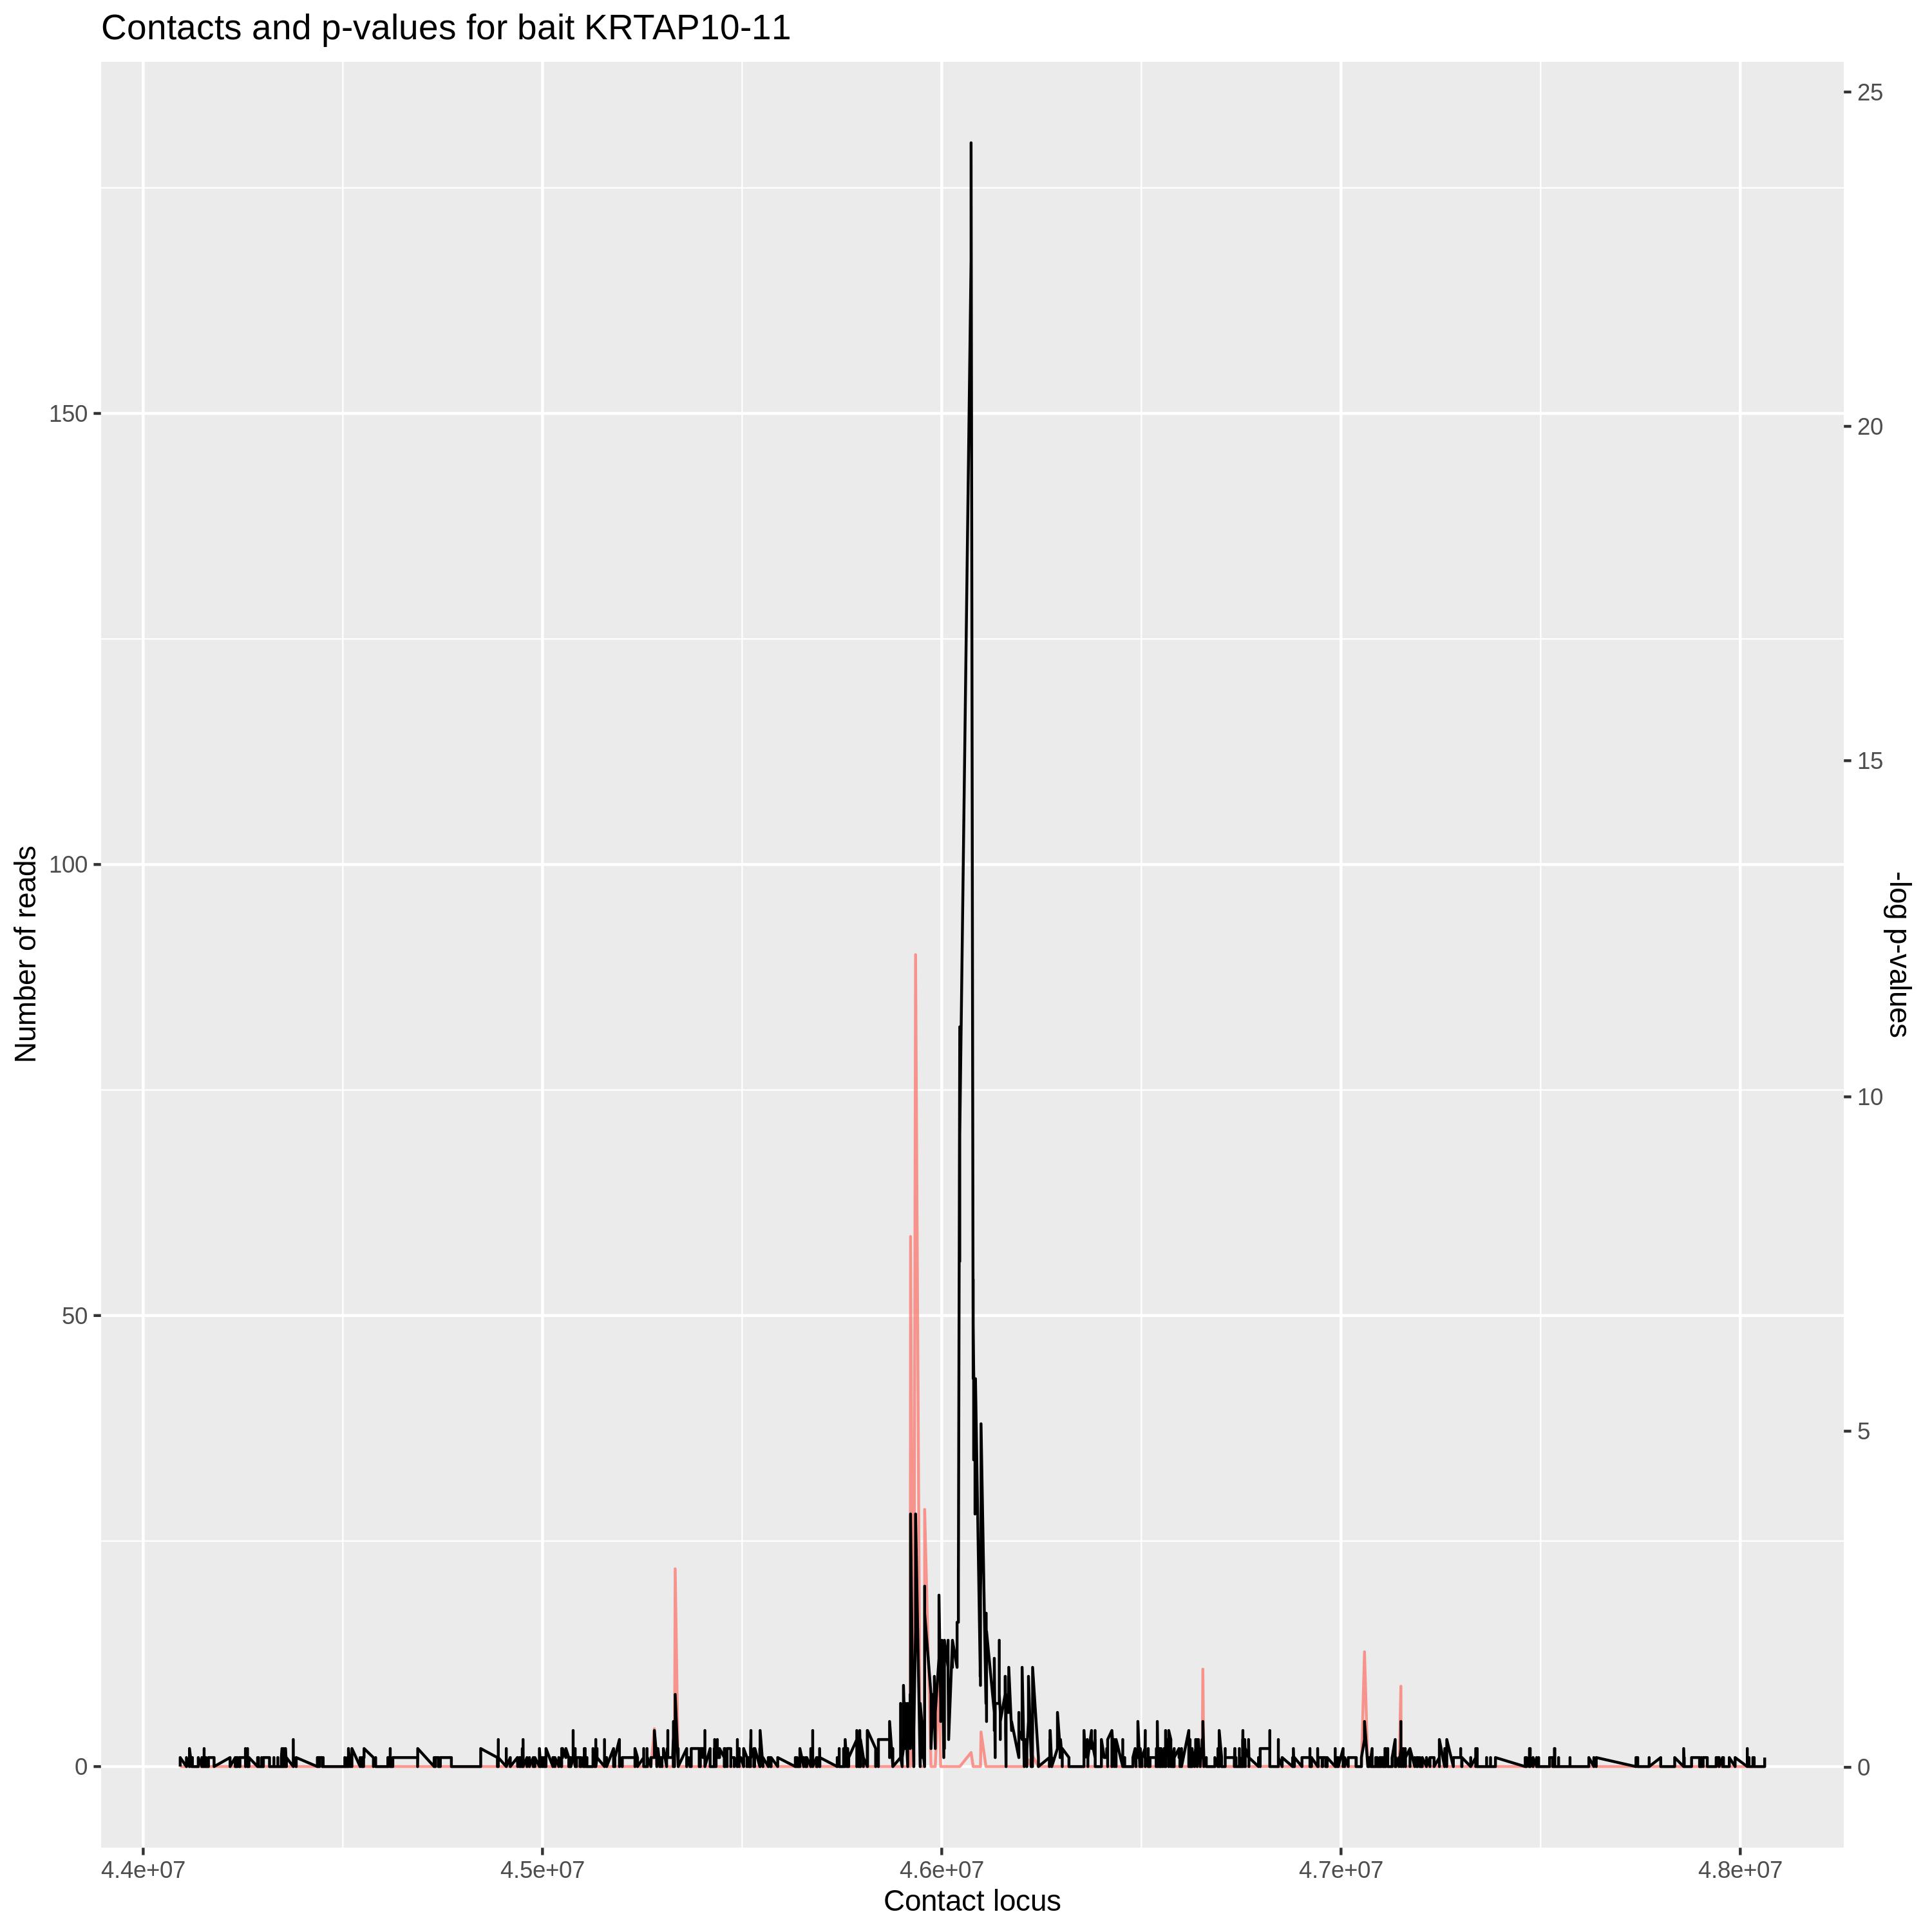 Contacts and p-values for bait KRTAP10-11
Number of reads
150
100
50
0
25
20
15
10
5
0
-log p-values
4.4e+07
4.5e+07
4.6e+07
4.7e+07
4.8e+07
Contact locus